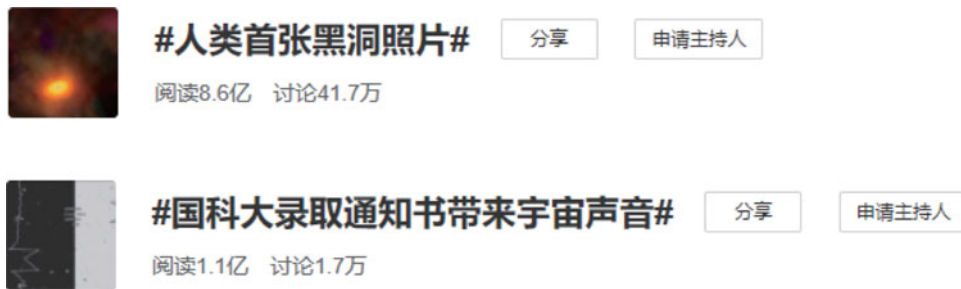 #人类首张黑洞照片# 分享 申请主持人
阅读8.6亿 讨论41.7万
#国科大录取通知书带来宇宙声音# 分享 申请主持人
阅读1.1亿 讨论1.7万